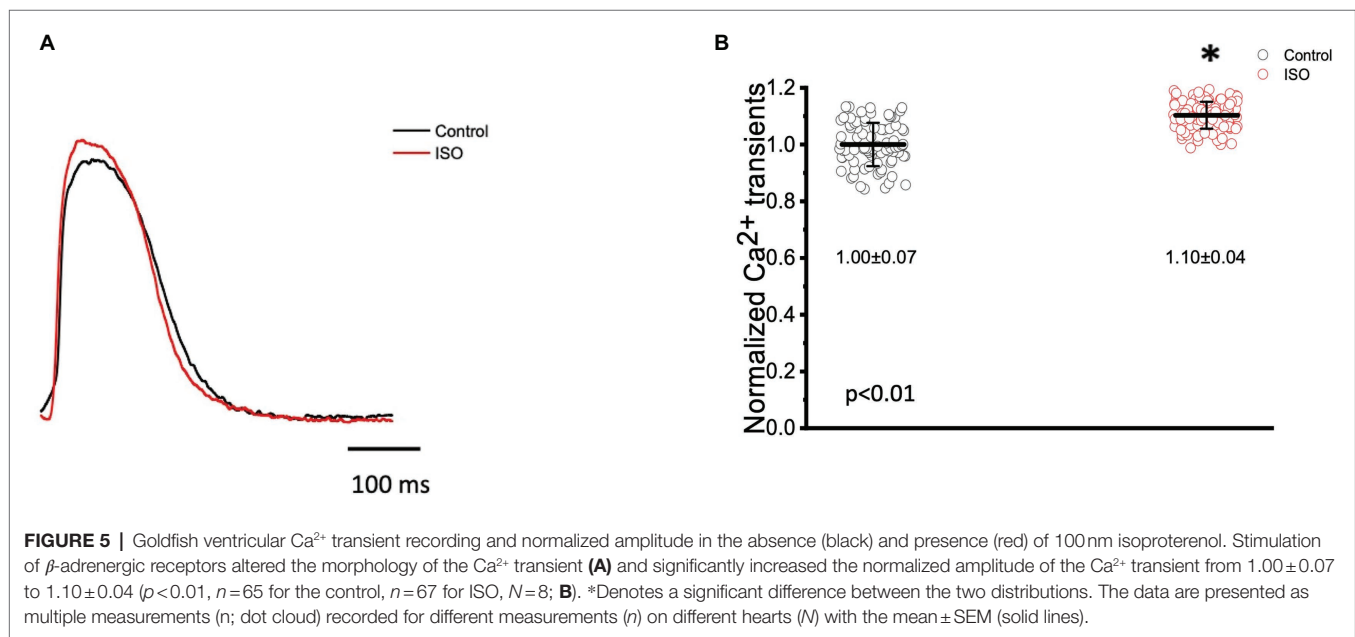 A
Control
ISO
100 ms
B
*
Control
ISO
Normalized Ca²⁺ transients
1.2
1.0
0.8
0.6
0.4
0.2
0.0
1.00±0.07
1.10±0.04
p<0.01
FIGURE 5 | Goldfish ventricular Ca²⁺ transient recording and normalized amplitude in the absence (black) and presence (red) of 100 nm isoproterenol. Stimulation
of β-adrenergic receptors altered the morphology of the Ca²⁺ transient (A) and significantly increased the normalized amplitude of the Ca²⁺ transient from 1.00±0.07
to 1.10±0.04 (p<0.01, n=65 for the control, n=67 for ISO, N=8; B). *Denotes a significant difference between the two distributions. The data are presented as
multiple measurements (n; dot cloud) recorded for different measurements (n) on different hearts (N) with the mean±SEM (solid lines).